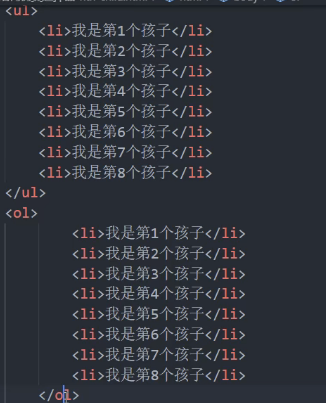 <ul>
<li>我是第1个孩子</li>
<li>我是第2个孩子</li>
<li>我是第3个孩子</li>
<li>我是第4个孩子</li>
<li>我是第5个孩子</li>
<li>我是第6个孩子</li>
<li>我是第7个孩子</li>
<li>我是第8个孩子</li>
</ul>
<ol>
<li>我是第1个孩子</li>
<li>我是第2个孩子</li>
<li>我是第3个孩子</li>
<li>我是第4个孩子</li>
<li>我是第5个孩子</li>
<li>我是第6个孩子</li>
<li>我是第7个孩子</li>
<li>我是第8个孩子</li>
</ol>